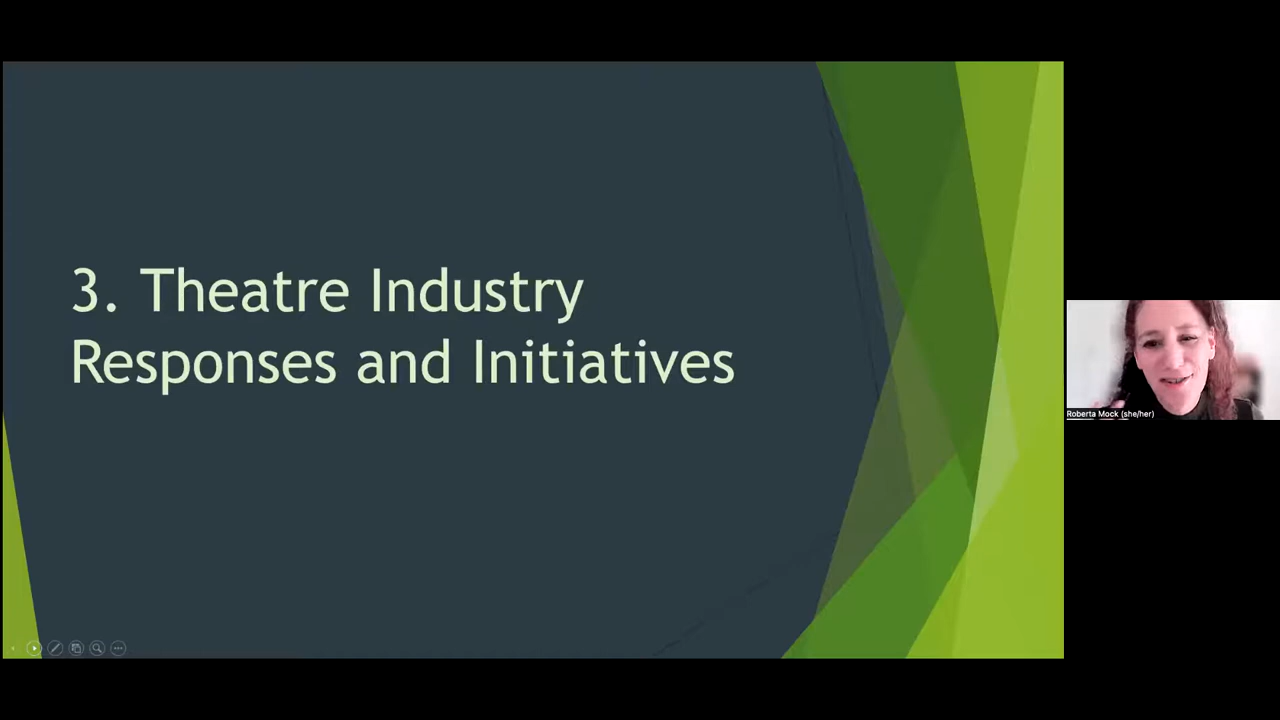 3. Theatre Industry
Responses and Initiatives
Roberta Mock (she/her)